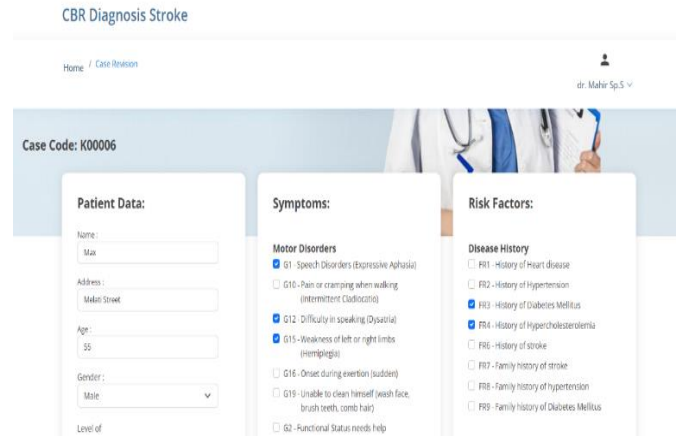 CBR Diagnosis Stroke
Home / Case Revision
dr. Mahir Sp.S
Case Code: K00006
Patient Data:
Name :
Max
Address :
Melati Street
Age :
55
Gender :
Male
Level of
Symptoms:
Motor Disorders
G1 - Speech Disorders (Expressive Aphasia)
G10 - Pain or cramping when walking
(Intermittent Cladiocatio)
G12 - Difficulty in speaking (Dysatria)
G15 - Weakness of left or right limbs
(Hemiplegia)
G16 - Onset during exertion (sudden)
G19 - Unable to clean himself (wash face,
brush teeth, comb hair)
G2 - Functional Status needs help
Risk Factors:
Disease History
FR1 - History of Heart disease
FR2 - History of Hypertension
FR3 - History of Diabetes Mellitus
FR4 - History of Hypercholesterolemia
FR6 - History of stroke
FR7 - Family history of stroke
FR8 - Family history of hypertension
FR9 - Family history of Diabetes Mellitus